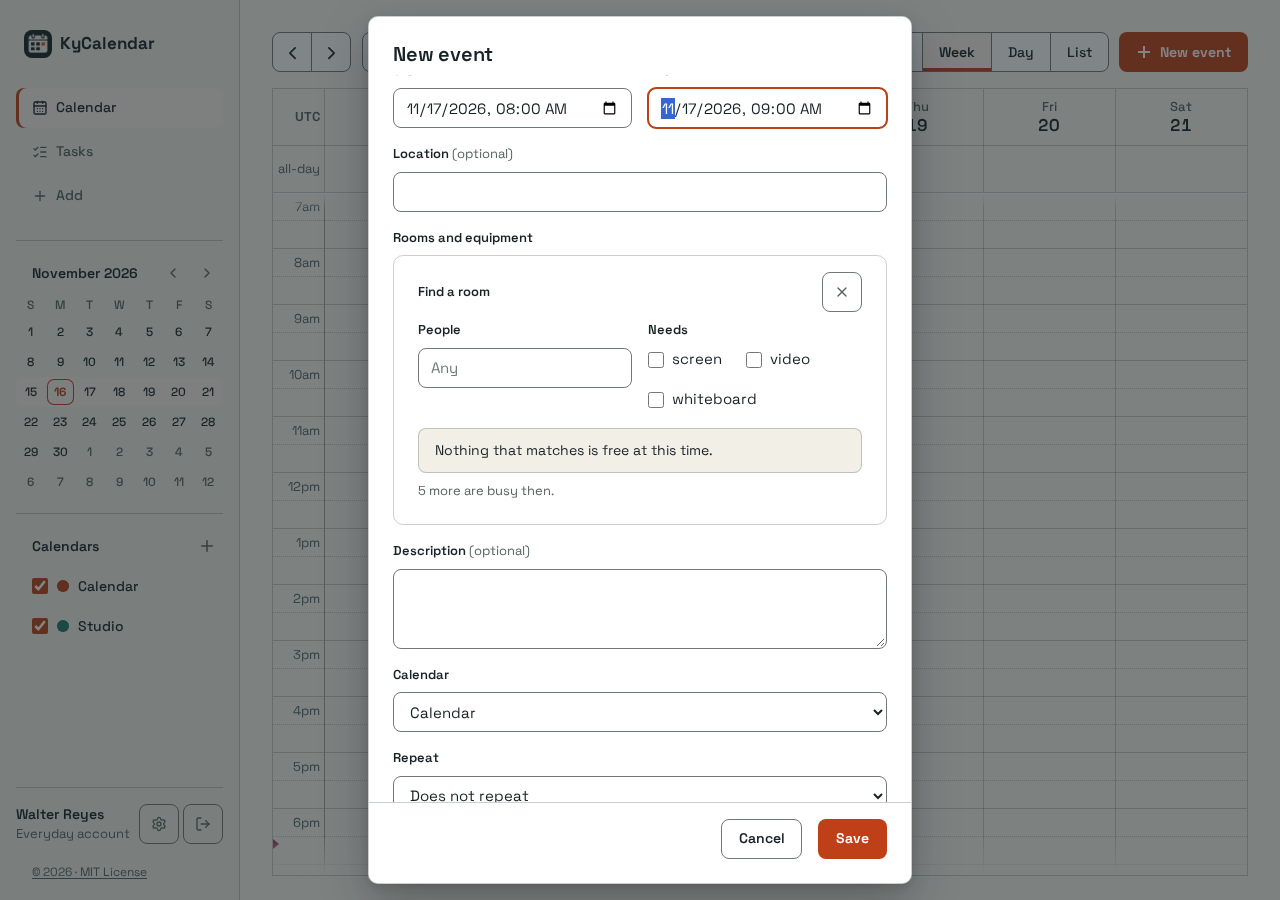 KyCalendar
Calendar
Tasks
Add
November 2026
S M T W T F S
1 2 3 4 5 6 7
8 9 10 11 12 13 14
15 16 17 18 19 20 21
22 23 24 25 26 27 28
29 30 1 2 3 4 5
6 7 8 9 10 11 12
Calendars
Calendar
Studio
Walter Reyes
Everyday account
© 2026 · MIT License
Week Day List
New event
UTC
hu
19
Fri
20
Sat
21
all-day
7am
8am
9am
10am
11am
12pm
1pm
2pm
3pm
4pm
5pm
6pm
New event
11/17/2026, 08:00 AM
11/17/2026, 09:00 AM
Location (optional)
Rooms and equipment
Find a room
People
Any
Needs
screen video
whiteboard
Nothing that matches is free at this time.
5 more are busy then.
Description (optional)
Calendar
Calendar
Repeat
Does not repeat
Cancel Save